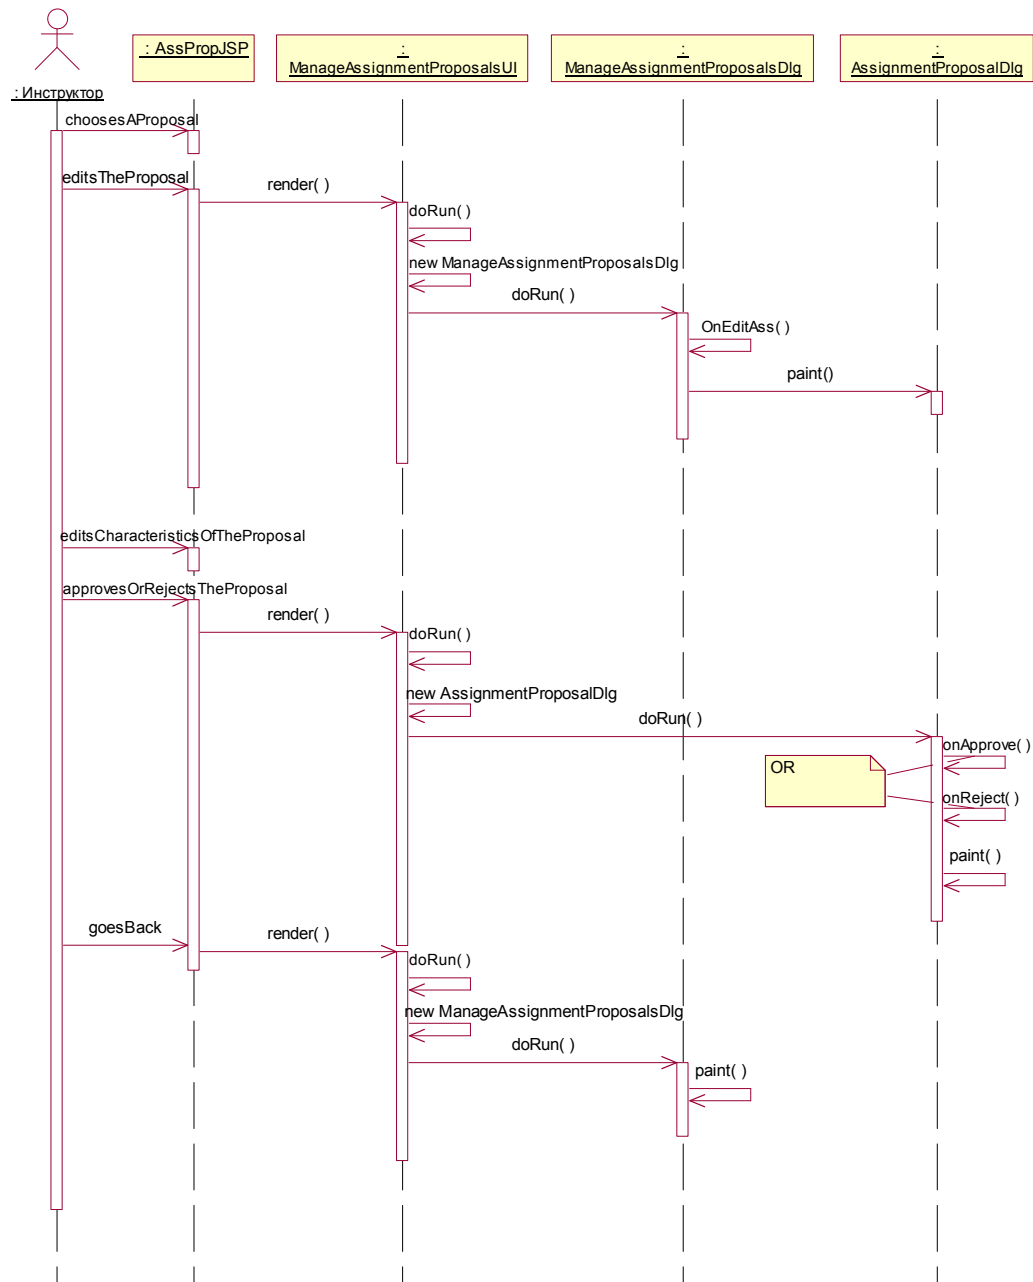 : AssPropJSP
:
ManageAssignmentProposalsUI
:
ManageAssignmentProposalsDlg
:
AssignmentProposalDlg
: Инструктор
choosesAProposal
editsTheProposal
render( )
doRun( )
new ManageAssignmentProposalsDlg
doRun( )
OnEditAss( )
paint()
editsCharacteristicsOfTheProposal
approvesOrRejectsTheProposal
render( )
doRun( )
new AssignmentProposalDlg
doRun( )
onApprove( )
OR
onReject( )
paint( )
goesBack
render( )
doRun( )
new ManageAssignmentProposalsDlg
doRun( )
paint( )